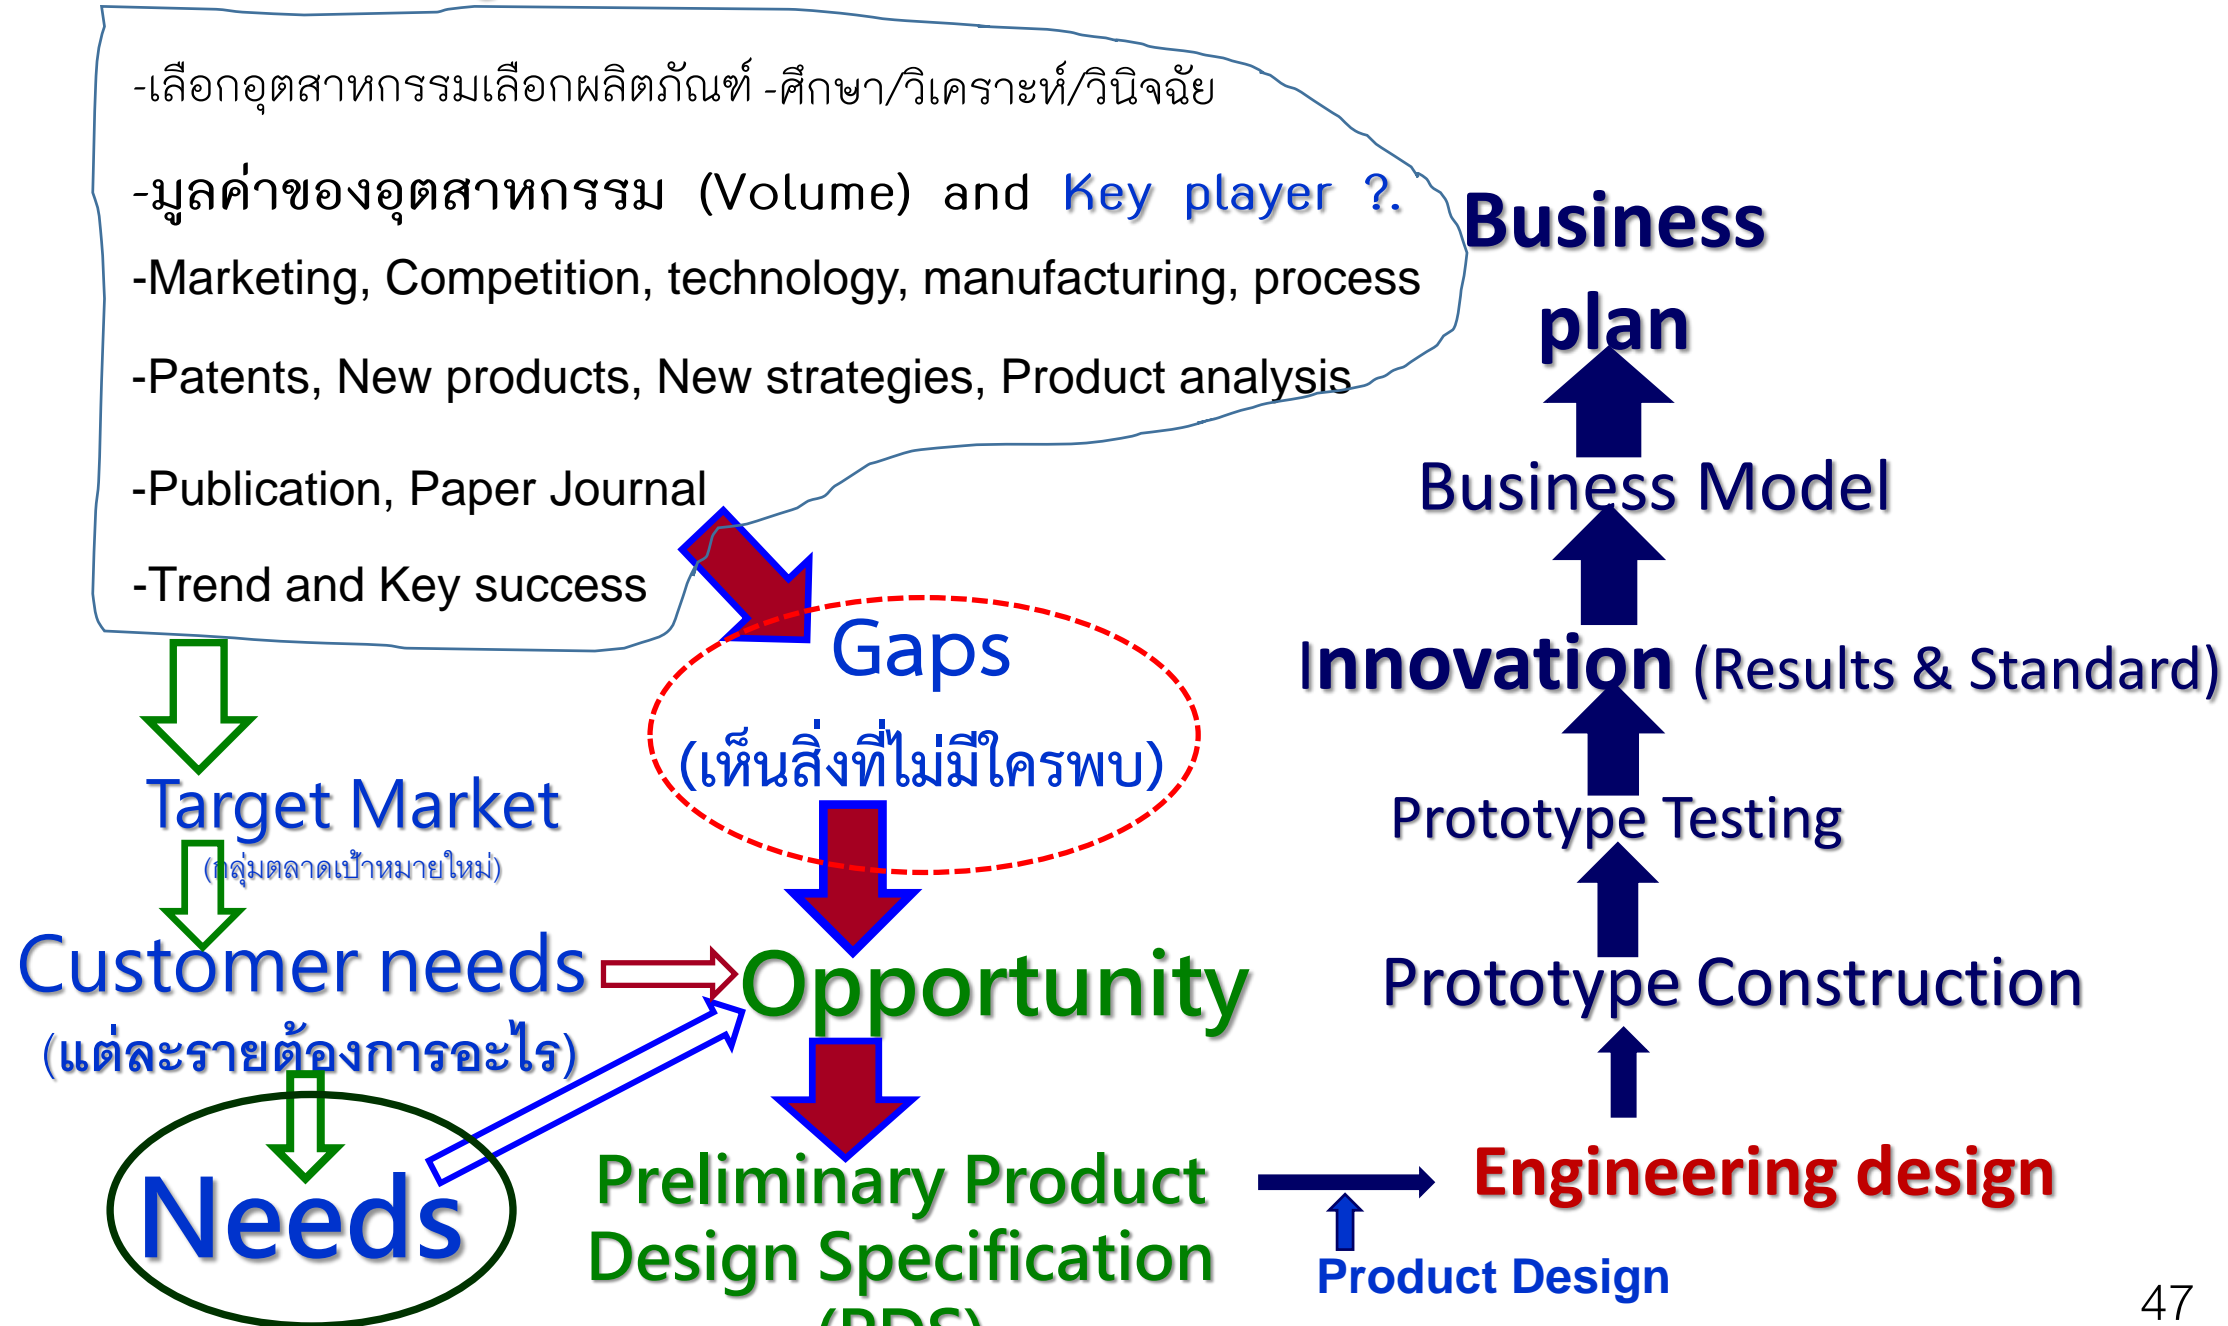 -เลือกอุตสาหกรรมเลือกผลิตภัณฑ์ -ศึกษา/วิเคราะห์/วินิจฉัย
-มูลค่าของอุตสาหกรรม (Volume) and Key player ?.
-Marketing, Competition, technology, manufacturing, process
-Patents, New products, New strategies, Product analysis
-Publication, Paper Journal
-Trend and Key success
Target Market
(กลุ่มตลาดเป้าหมายใหม่)
Customer needs
(แต่ละรายต้องการอะไร)
Needs
Gaps
(เห็นสิ่งที่ไม่มีใครพบ)
Opportunity
Preliminary Product
Design Specification
(PDS)
Product Design
Engineering design
Prototype Construction
Prototype Testing
Innovation (Results & Standard)
Business Model
Business
plan
47